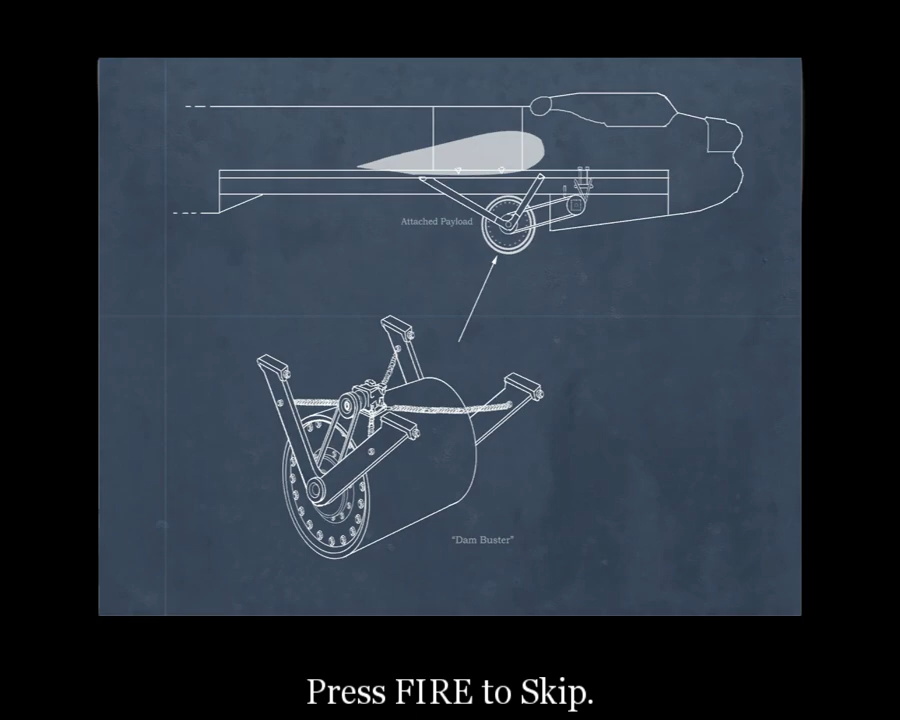 Attached Payload
“Dam Buster”
Press FIRE to Skip.